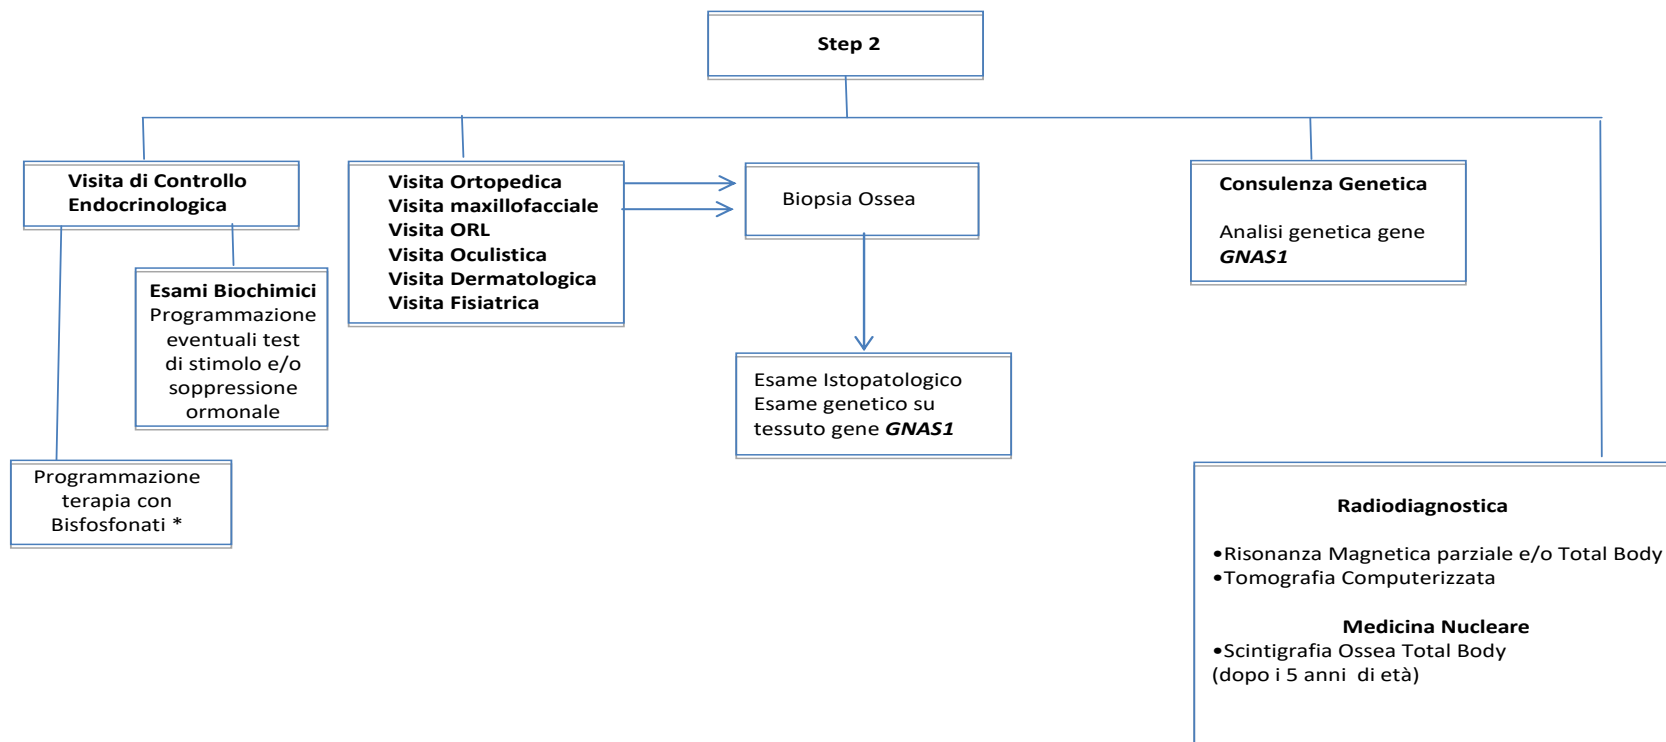 Step 2
Visita di Controllo
Endocrinologica
Esami Biochimici
Programmazione
eventuali test
di stimolo e/o
soppressione
ormonale
Programmazione
terapia con
Bisfosfonati *
Visita Ortopedica
Visita maxillofacciale
Visita ORL
Visita Oculistica
Visita Dermatologica
Visita Fisiatrica
Biopsia Ossea
Esame Istopatologico
Esame genetico su
tessuto gene GNAS1
Consulenza Genetica
Analisi genetica gene
GNAS1
Radiodiagnostica
•Risonanza Magnetica parziale e/o Total Body
•Tomografia Computerizzata
Medicina Nucleare
•Scintigrafia Ossea Total Body
(dopo i 5 anni di età)